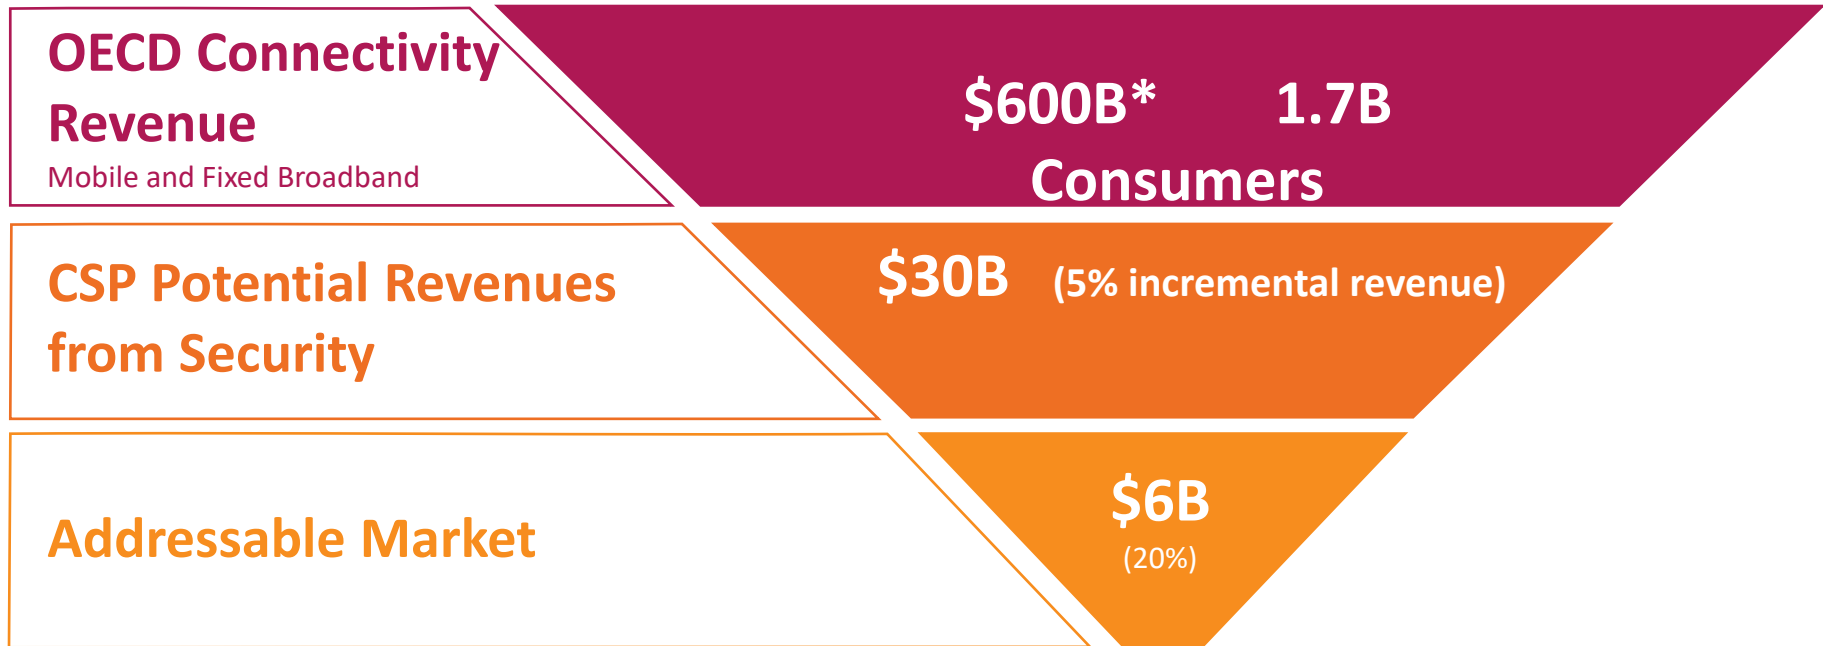 OECD Connectivity
Revenue
Mobile and Fixed Broadband
$600B* 1.7B
Consumers
CSP Potential Revenues
from Security
$30B (5% incremental revenue)
Addressable Market
$6B
(20%)